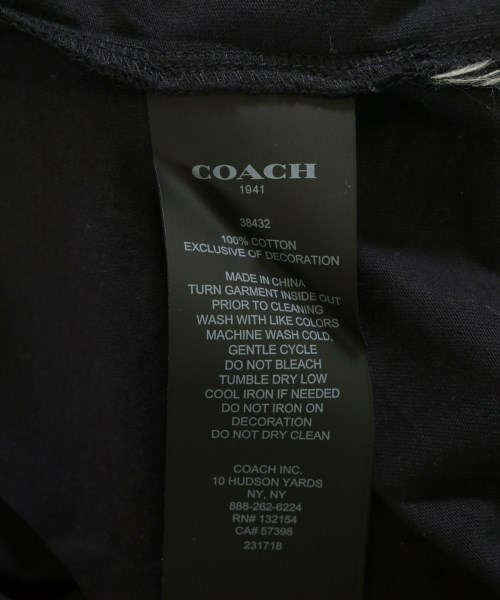 COACH
1941
38432
100% COTTON
EXCLUSIVE OF DECORATION
MADE IN CHINA
TURN GARMENT INSIDE OUT
PRIOR TO CLEANING
WASH WITH LIKE COLORS
MACHINE WASH COLD,
GENTLE CYCLE
DO NOT BLEACH
TUMBLE DRY LOW
COOL IRON IF NEEDED
DO NOT IRON ON
DECORATION
DO NOT DRY CLEAN
COACH INC.
10 HUDSON YARDS
NY, NY
888-262-6224
RN# 132154
CA# 57398
231718